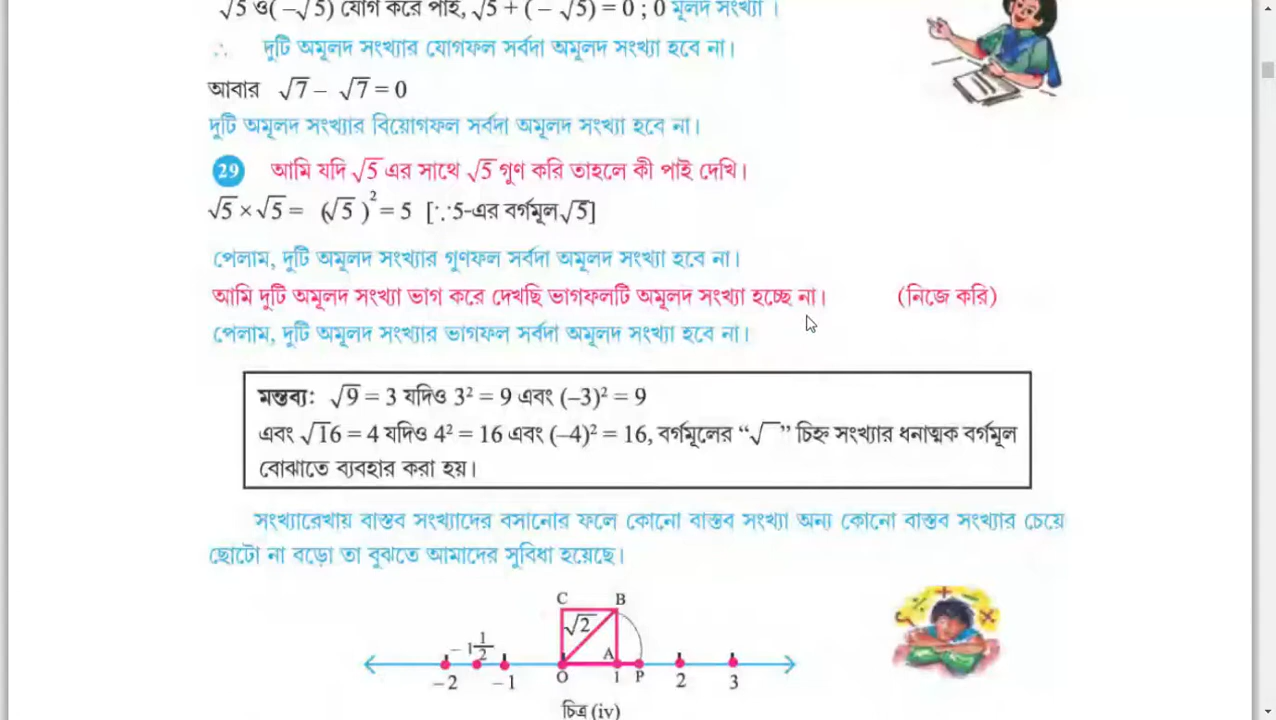 √5 ও(–√5) যোগ করে পাই, √5 + (– √5) = 0 ; 0 মূলদ সংখ্যা ।
∴ দুটি অমূলদ সংখ্যার যোগফল সর্বদা অমূলদ সংখ্যা হবে না।
আবার √7 – √7 = 0
দুটি অমূলদ সংখ্যার বিয়োগফল সর্বদা অমূলদ সংখ্যা হবে না।
29 আমি যদি √5 এর সাথে √5 গুণ করি তাহলে কী পাই দেখি।
√5 × √5 = (√5 )² = 5 [∵5-এর বর্গমূল √5]
পেলাম, দুটি অমূলদ সংখ্যার গুণফল সর্বদা অমূলদ সংখ্যা হবে না।
আমি দুটি অমূলদ সংখ্যা ভাগ করে দেখছি ভাগফলটি অমূলদ সংখ্যা হচ্ছে না। (নিজে করি)
পেলাম, দুটি অমূলদ সংখ্যার ভাগফল সর্বদা অমূলদ সংখ্যা হবে না।
মন্তব্য: √9 = 3 যদিও 3² = 9 এবং (–3)² = 9
এবং √16 = 4 যদিও 4² = 16 এবং (–4)² = 16, বর্গমূলের “√” চিহ্ন সংখ্যার ধনাত্মক বর্গমূল
বোঝাতে ব্যবহার করা হয়।
সংখ্যারেখায় বাস্তব সংখ্যাদের বসানোর ফলে কোনো বাস্তব সংখ্যা অন্য কোনো বাস্তব সংখ্যার চেয়ে
ছোটো না বড়ো তা বুঝতে আমাদের সুবিধা হয়েছে।
C B
√2
–1 1/2 A
–2 –1 O 1 P 2 3
চিত্র (iv)